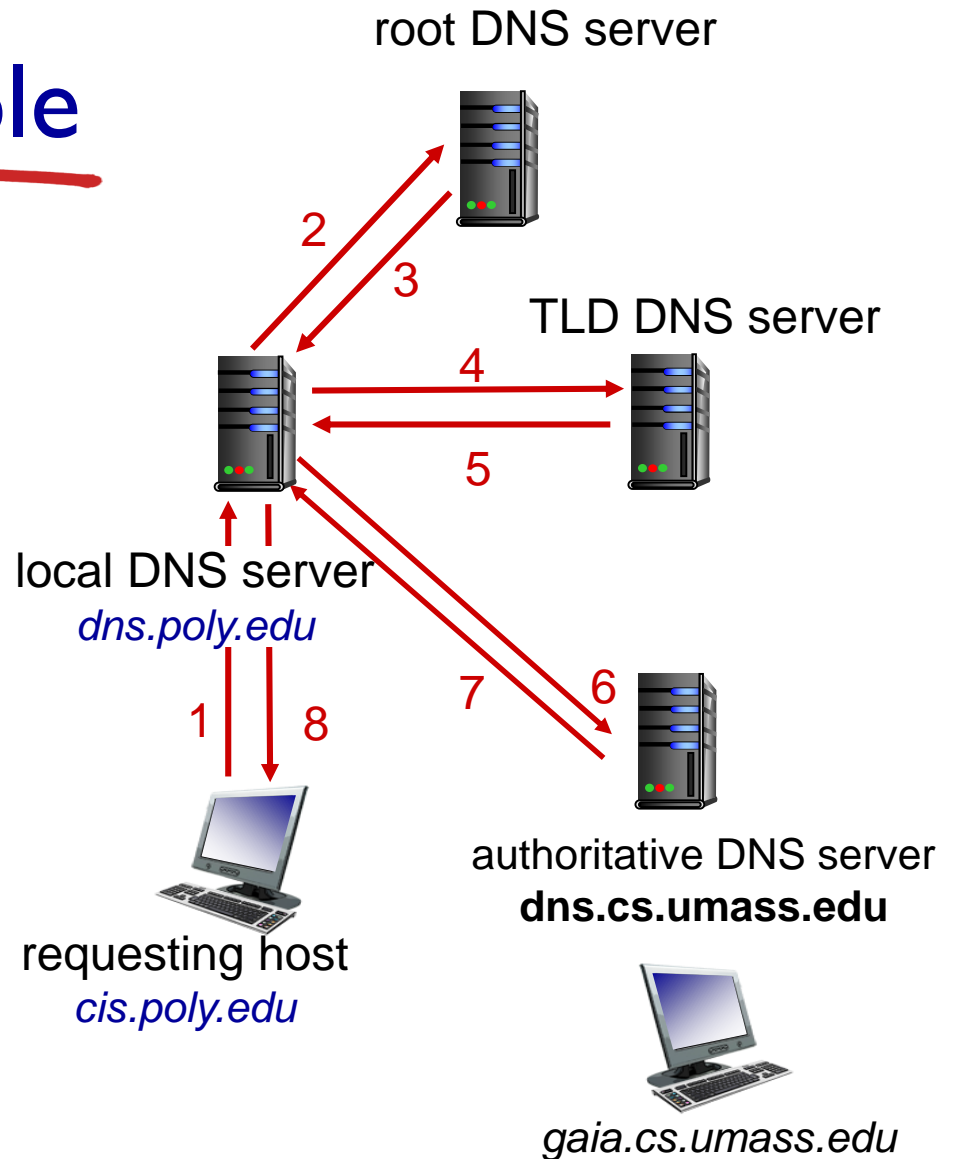 root DNS server
ole
2
3
TLD DNS server
4
5
local DNS server
dns.poly.edu
1
8
7
6
authoritative DNS server
dns.cs.umass.edu
requesting host
cis.poly.edu
gaia.cs.umass.edu